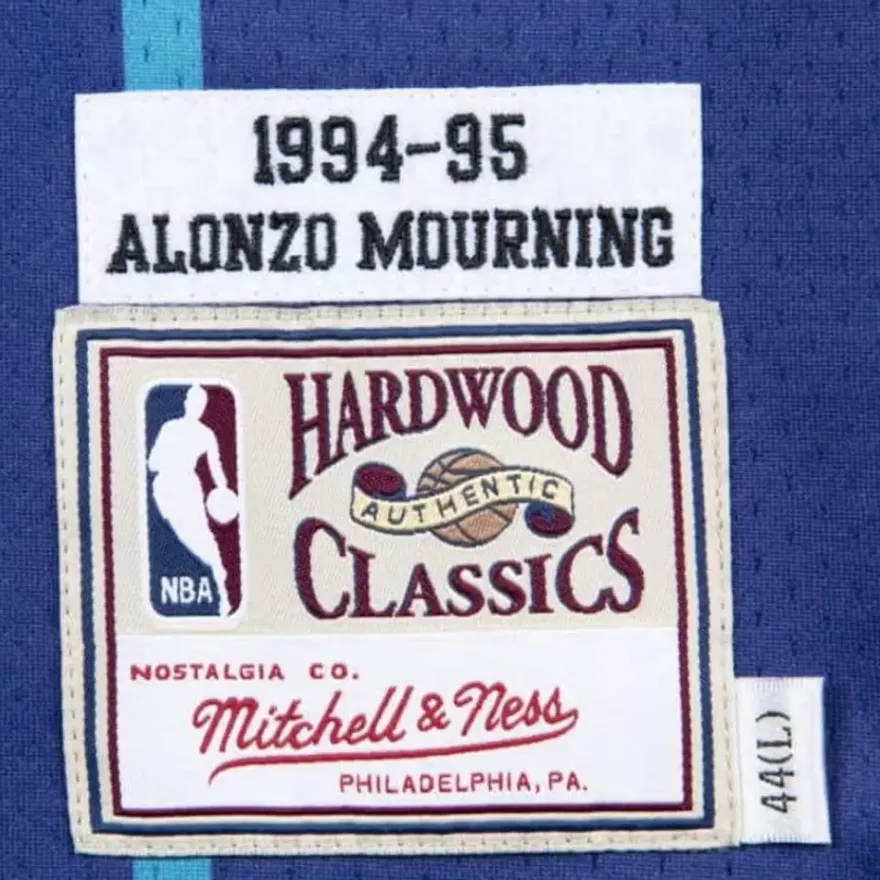 1994-95
ALONZO MOURNING
HARDWOOD
AUTHENTIC
CLASSICS
NBA
NOSTALGIA CO.
Mitchell & Ness
PHILADELPHIA, PA.
44(L)